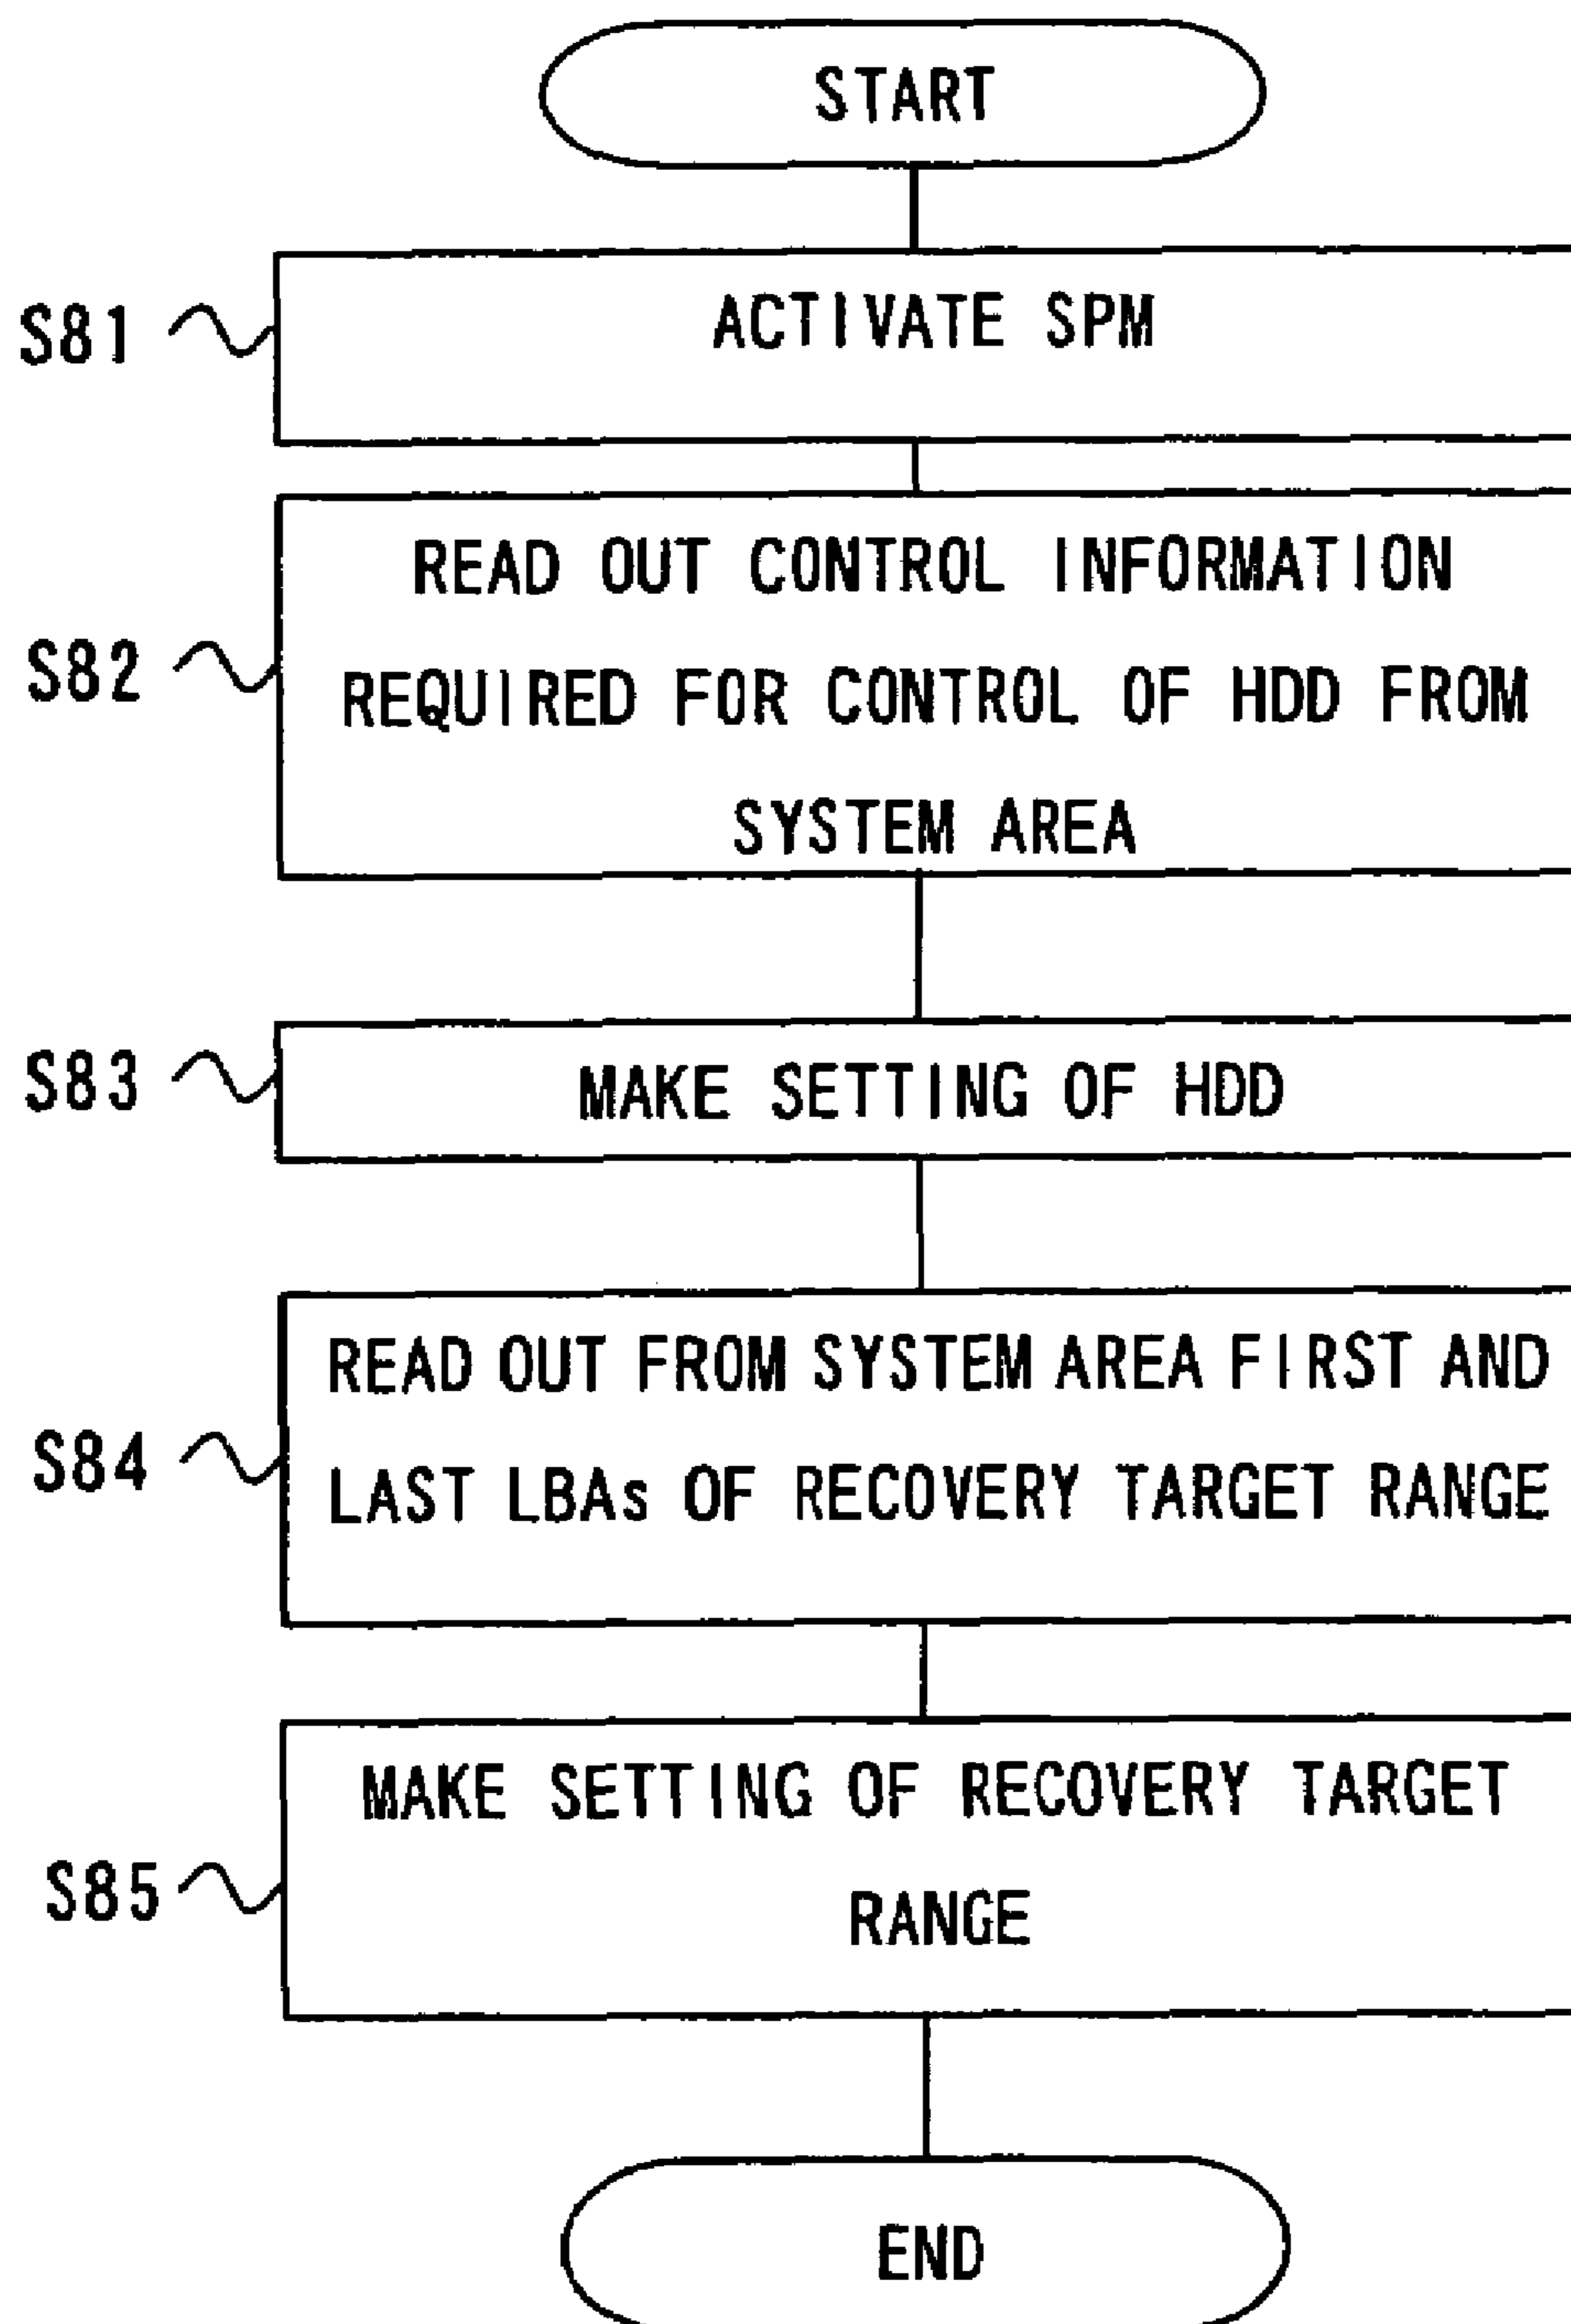 START
S81
ACTIVATE SPM
S82
READ OUT CONTROL INFORMATION
REQUIRED FOR CONTROL OF HDD FROM
SYSTEM AREA
S83
MAKE SETTING OF HDD
S84
READ OUT FROM SYSTEM AREA FIRST AND
LAST LBAs OF RECOVERY TARGET RANGE
S85
MAKE SETTING OF RECOVERY TARGET
RANGE
END